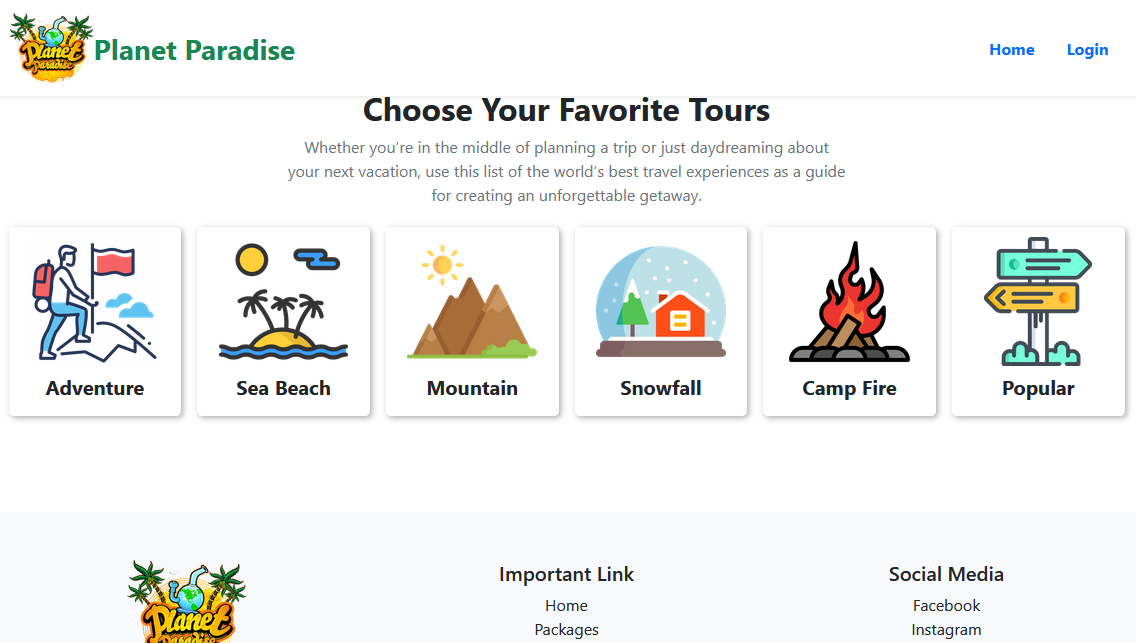 Planet
Paradise
Planet Paradise
Home
Login
Choose Your Favorite Tours
Whether you’re in the middle of planning a trip or just daydreaming about
your next vacation, use this list of the world’s best travel experiences as a guide
for creating an unforgettable getaway.
Adventure
Sea Beach
Mountain
Snowfall
Camp Fire
Popular
Planet
Paradise
Important Link
Home
Packages
Social Media
Facebook
Instagram